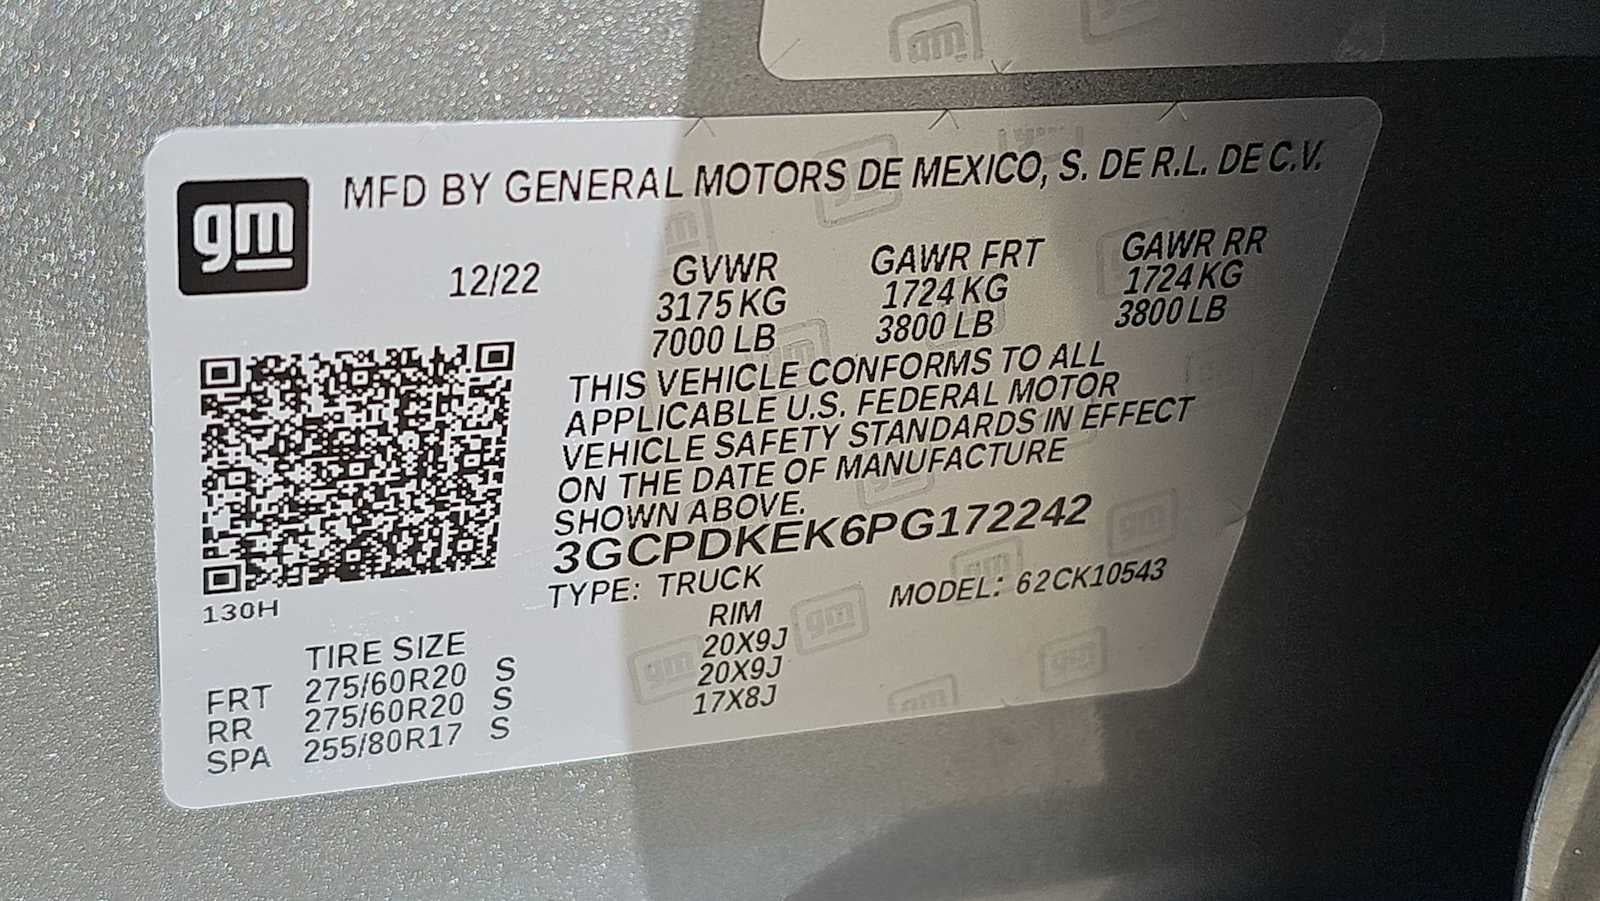 gm
MFD BY GENERAL MOTORS DE MEXICO, S. DE R.L. DE C.V.
12/22 GVWR GAWR FRT GAWR RR
3175 KG 1724 KG 1724 KG
7000 LB 3800 LB 3800 LB
THIS VEHICLE CONFORMS TO ALL
APPLICABLE U.S. FEDERAL MOTOR
VEHICLE SAFETY STANDARDS IN EFFECT
ON THE DATE OF MANUFACTURE
SHOWN ABOVE.
3GCPDKEK6PG172242
TYPE: TRUCK MODEL: 62CK10543
130H
TIRE SIZE RIM
FRT 275/60R20 S 20X9J
RR 275/60R20 S 20X9J
SPA 255/80R17 S 17X8J